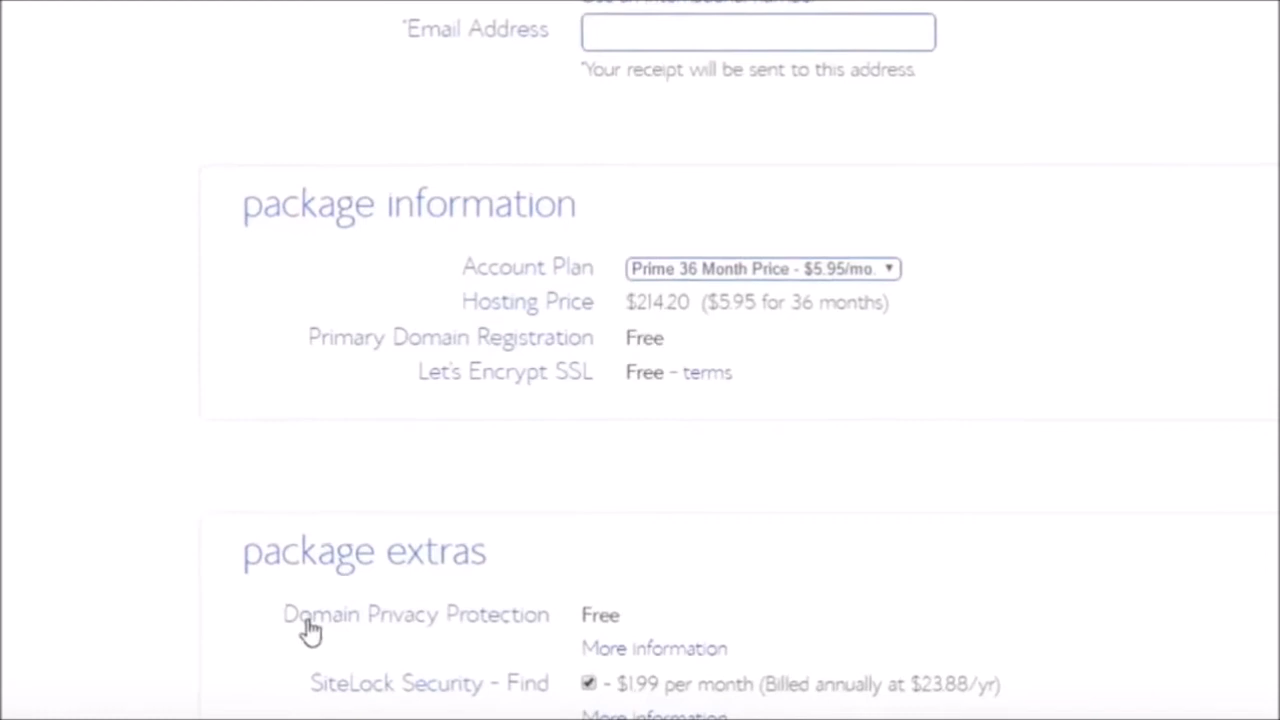 *Email Address
*Your receipt will be sent to this address.
package information
Account Plan Prime 36 Month Price - $5.95/mo.
Hosting Price $214.20 ($5.95 for 36 months)
Primary Domain Registration Free
Let's Encrypt SSL Free - terms
package extras
Domain Privacy Protection Free
More information
SiteLock Security - Find - $1.99 per month (Billed annually at $23.88/yr)
More information